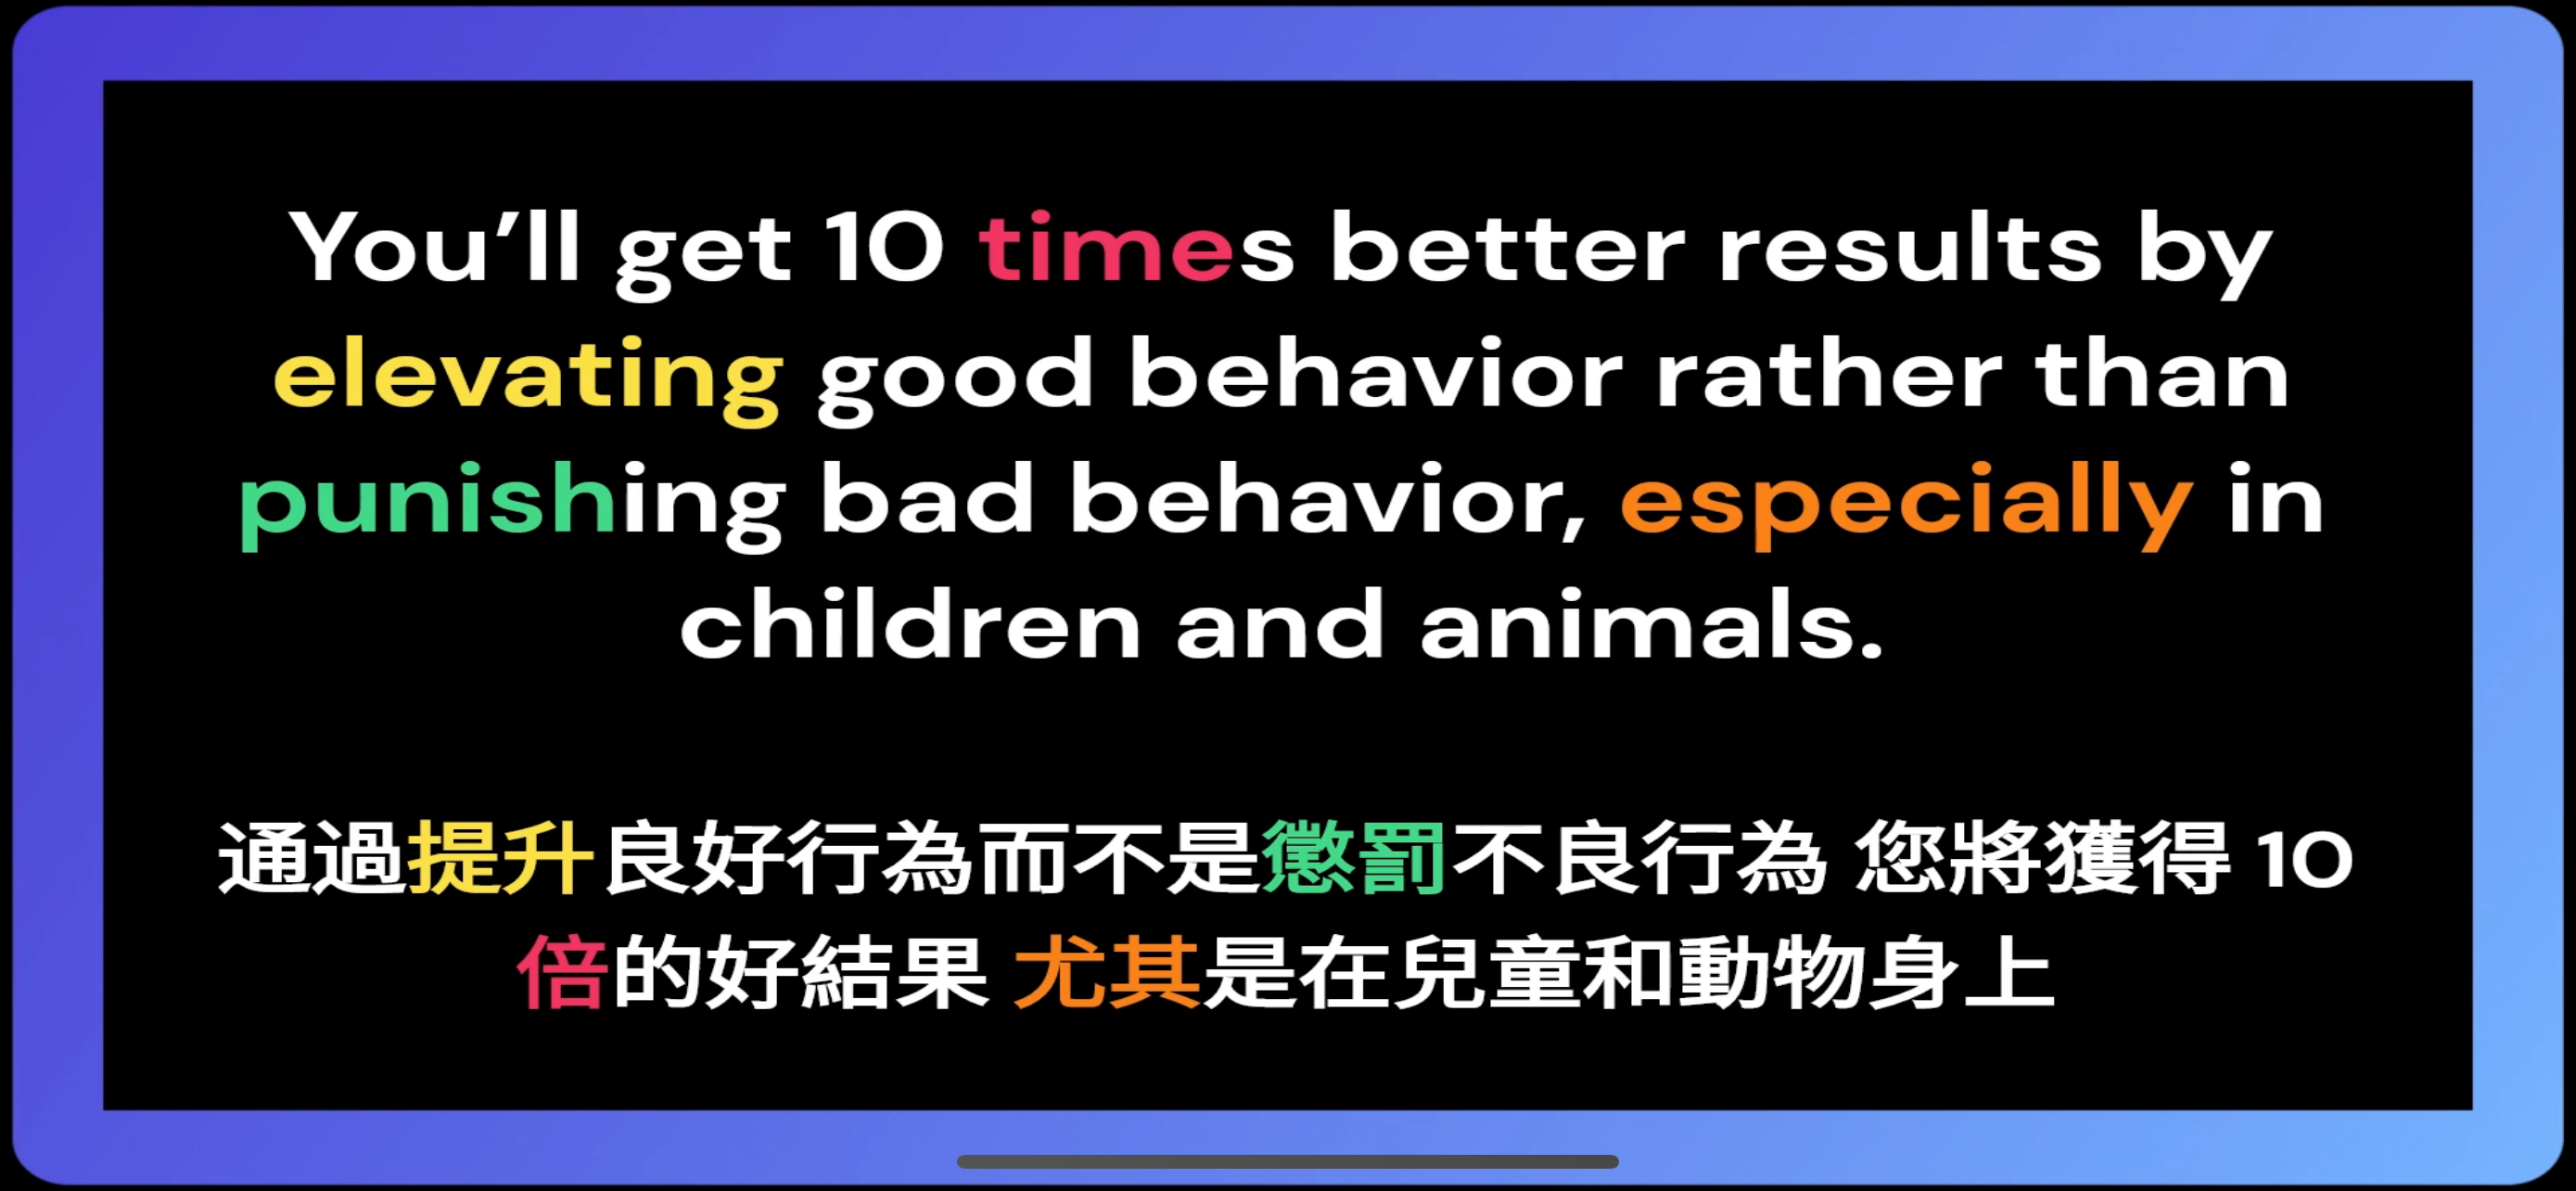 You’ll get 10 times better results by
elevating good behavior rather than
punishing bad behavior, especially in
children and animals.
通過提升良好行為而不是懲罰不良行為 您將獲得 10
倍的好結果 尤其是在兒童和動物身上